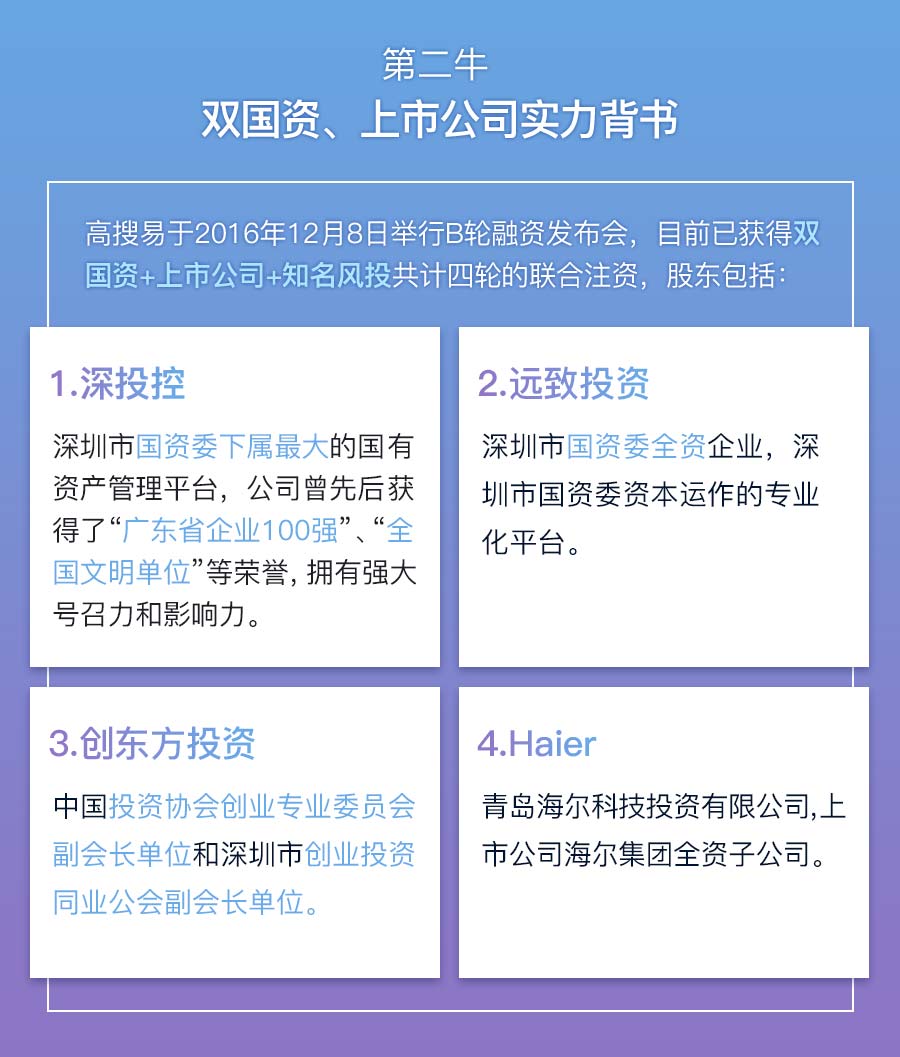 第二牛
双国资、上市公司实力背书
高搜易于2016年12月8日举行B轮融资发布会，目前已获得双
国资+上市公司+知名风投共计四轮的联合注资，股东包括：
1.深投控
深圳市国资委下属最大的国有
资产管理平台，公司曾先后获
得了“广东省企业100强”、“全
国文明单位”等荣誉, 拥有强大
号召力和影响力。
2.远致投资
深圳市国资委全资企业，深
圳市国资委资本运作的专业
化平台。
3.创东方投资
中国投资协会创业专业委员会
副会长单位和深圳市创业投资
同业公会副会长单位。
4.Haier
青岛海尔科技投资有限公司,上
市公司海尔集团全资子公司。